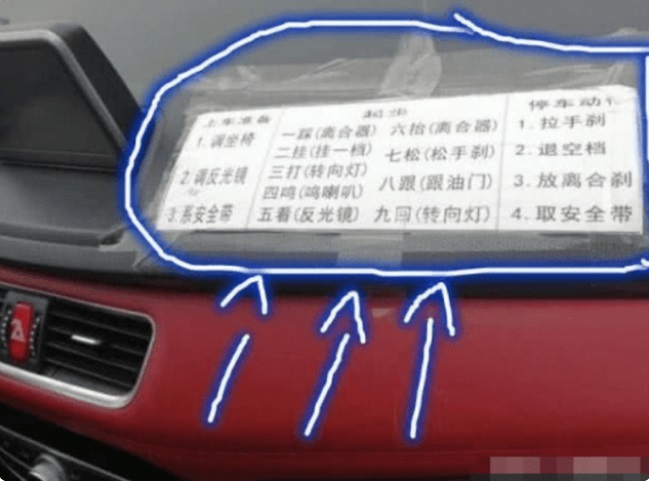 上车准备
1. 调坐椅
2. 调反光镜
3. 系安全带
起步
一踩(离合器) 六抬(离合器)
二挂(挂一档) 七松(松手刹)
三打(转向灯) 八跟(跟油门)
四鸣(鸣喇叭)
五看(反光镜) 九回(转向灯)
停车动作
1. 拉手刹
2. 退空档
3. 放离合刹
4. 取安全带